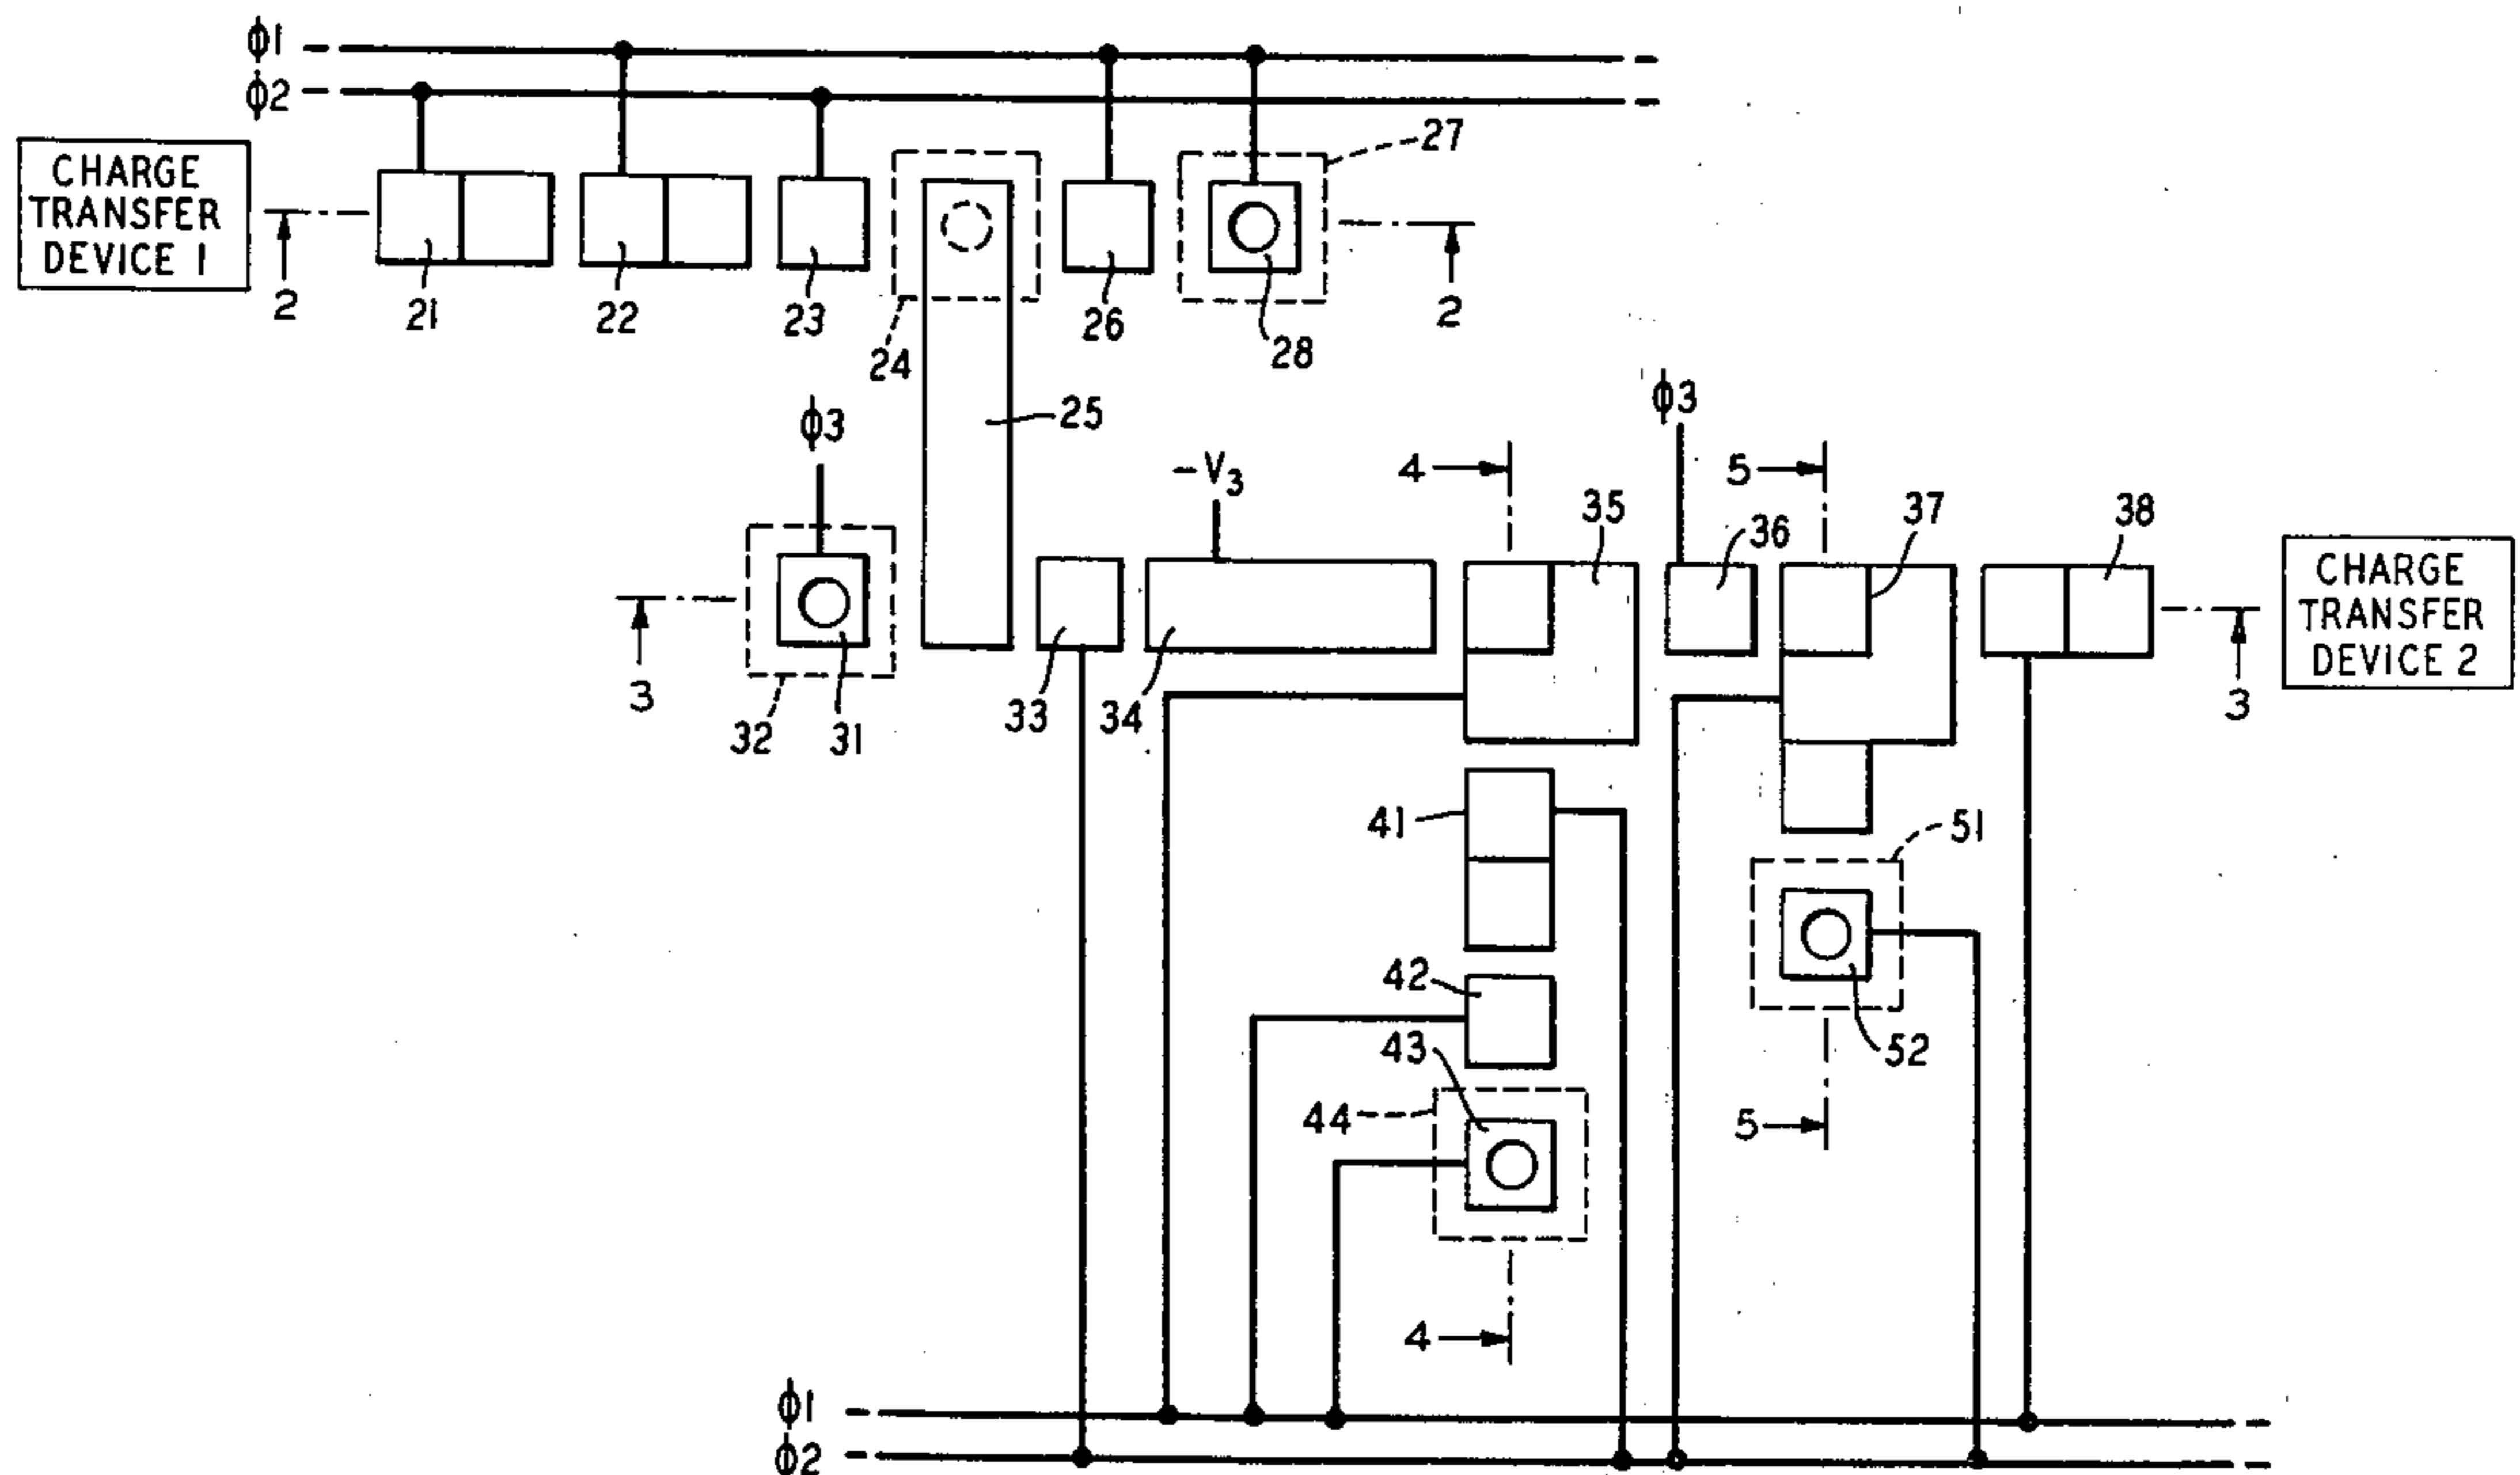 ϕ1
ϕ2
CHARGE
TRANSFER
DEVICE 1
2
21
22
23
24
25
26
27
28
2
ϕ3
-V3
ϕ3
4
35
36
5
37
38
CHARGE
TRANSFER
DEVICE 2
3
32
31
33
34
3
41
51
42
43
52
44
5
4
ϕ1
ϕ2